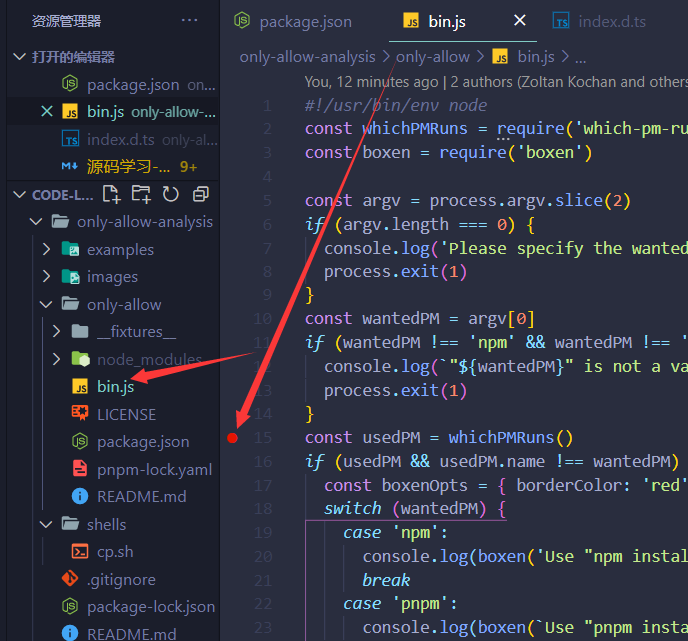 资源管理器
打开的编辑器
package.json on...
bin.js only-allow-...
index.d.ts only-al...
源码学习-... 9+
CODE-L...
only-allow-analysis
examples
images
only-allow
__fixtures__
node_modules
bin.js
LICENSE
package.json
pnpm-lock.yaml
README.md
shells
cp.sh
.gitignore
package-lock.json
README.md
package.json
bin.js
index.d.ts
only-allow-analysis > only-allow > bin.js > ...
You, 12 minutes ago | 2 authors (Zoltan Kochan and others
1 #!/usr/bin/env node
2 const whichPMRuns = require('which-pm-ru
3 const boxen = require('boxen')
4
5 const argv = process.argv.slice(2)
6 if (argv.length === 0) {
7 console.log('Please specify the wanted
8 process.exit(1)
9 }
10 const wantedPM = argv[0]
11 if (wantedPM !== 'npm' && wantedPM !== '
12 console.log(`"${wantedPM}" is not a va
13 process.exit(1)
14 }
15 const usedPM = whichPMRuns()
16 if (usedPM && usedPM.name !== wantedPM)
17 const boxenOpts = { borderColor: 'red'
18 switch (wantedPM) {
19 case 'npm':
20 console.log(boxen('Use "npm instal
21 break
22 case 'pnpm':
23 console.log(boxen(`Use "pnpm insta